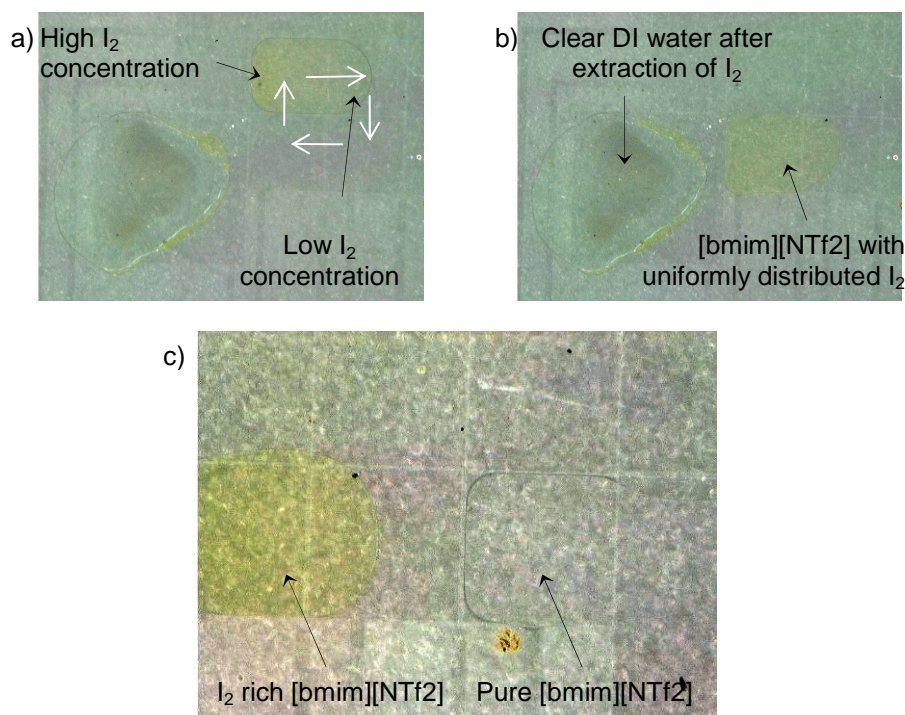 a)
High I₂
concentration
Low I₂
concentration
b)
Clear DI water after
extraction of I₂
[bmim][NTf2] with
uniformly distributed I₂
c)
I₂ rich [bmim][NTf2]
Pure [bmim][NTf2]